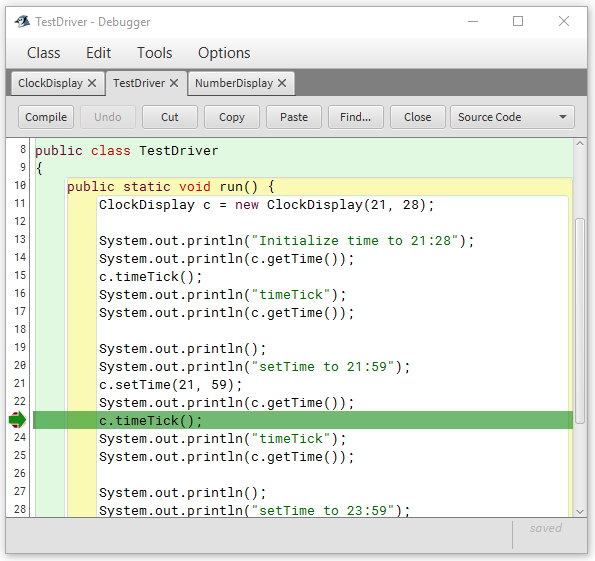 TestDriver - Debugger
Class Edit Tools Options
ClockDisplay TestDriver NumberDisplay
Compile Undo Cut Copy Paste Find... Close Source Code
8 public class TestDriver
9 {
10 public static void run() {
11 ClockDisplay c = new ClockDisplay(21, 28);
12
13 System.out.println("Initialize time to 21:28");
14 System.out.println(c.getTime());
15 c.timeTick();
16 System.out.println("timeTick");
17 System.out.println(c.getTime());
18
19 System.out.println();
20 System.out.println("setTime to 21:59");
21 c.setTime(21, 59);
22 System.out.println(c.getTime());
c.timeTick();
24 System.out.println("timeTick");
25 System.out.println(c.getTime());
26
27 System.out.println();
28 System.out.println("setTime to 23:59");
saved